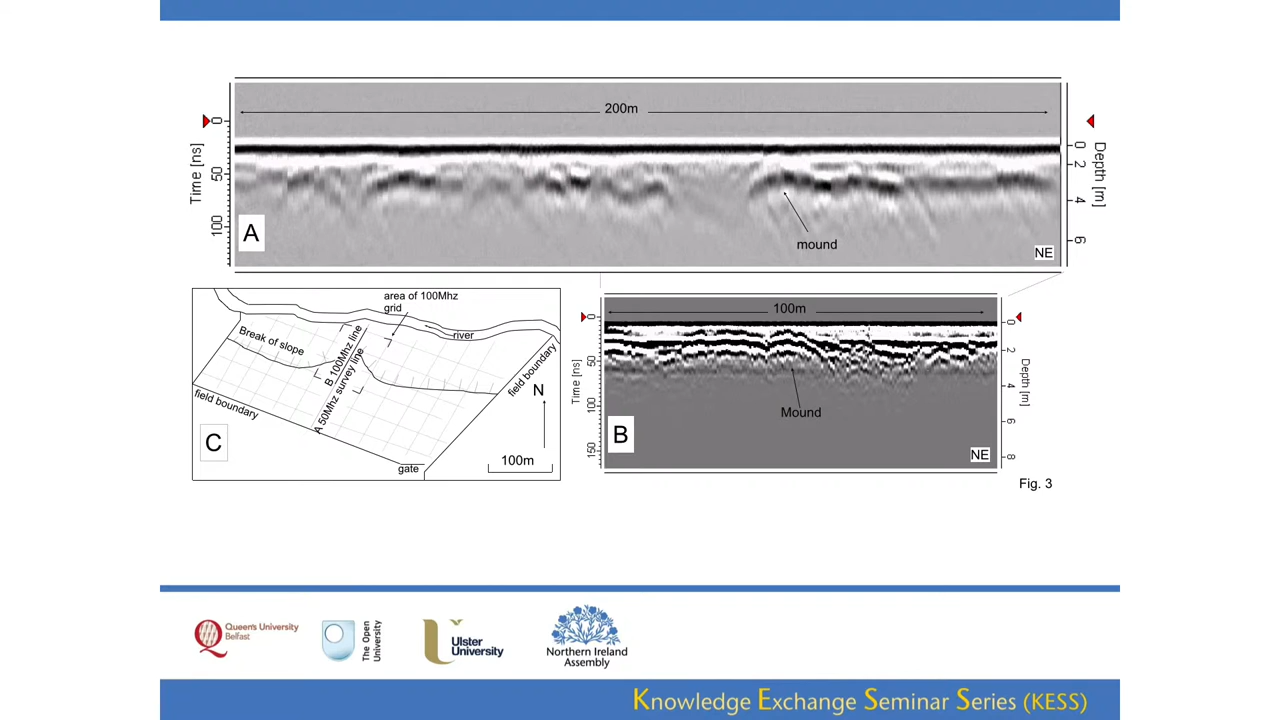 200m
0
50
100
Time [ns]
0
2
4
6
Depth [m]
A
mound
NE
area of 100Mhz
grid
river
Break of slope
B 100Mhz line
A 50Mhz survey line
field boundary
field boundary
N
C
gate
100m
100m
0
50
100
150
Time [ns]
0
2
4
6
8
Depth [m]
Mound
B
NE
Fig. 3
Queen's University
Belfast
The Open
University
Ulster
University
Northern Ireland
Assembly
Knowledge Exchange Seminar Series (KESS)